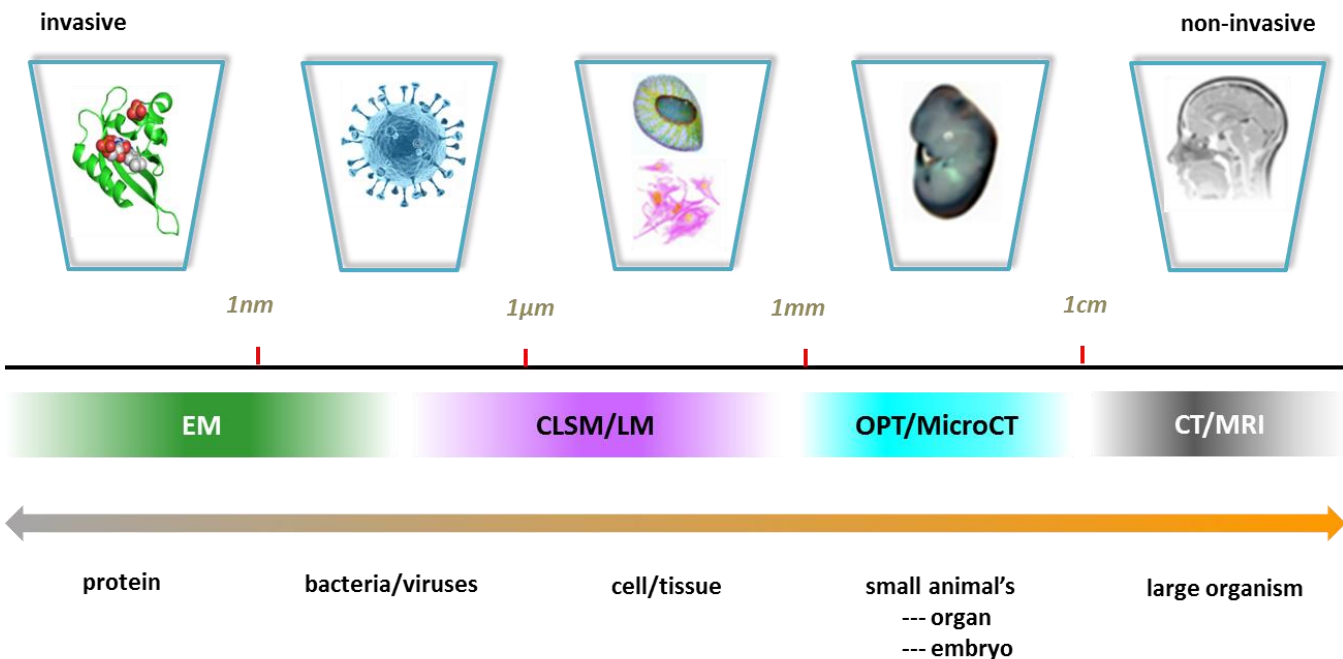 invasive
non-invasive
1nm
1μm
1mm
1cm
EM
CLSM/LM
OPT/MicroCT
CT/MRI
protein
bacteria/viruses
cell/tissue
small animal's
--- organ
--- embryo
large organism